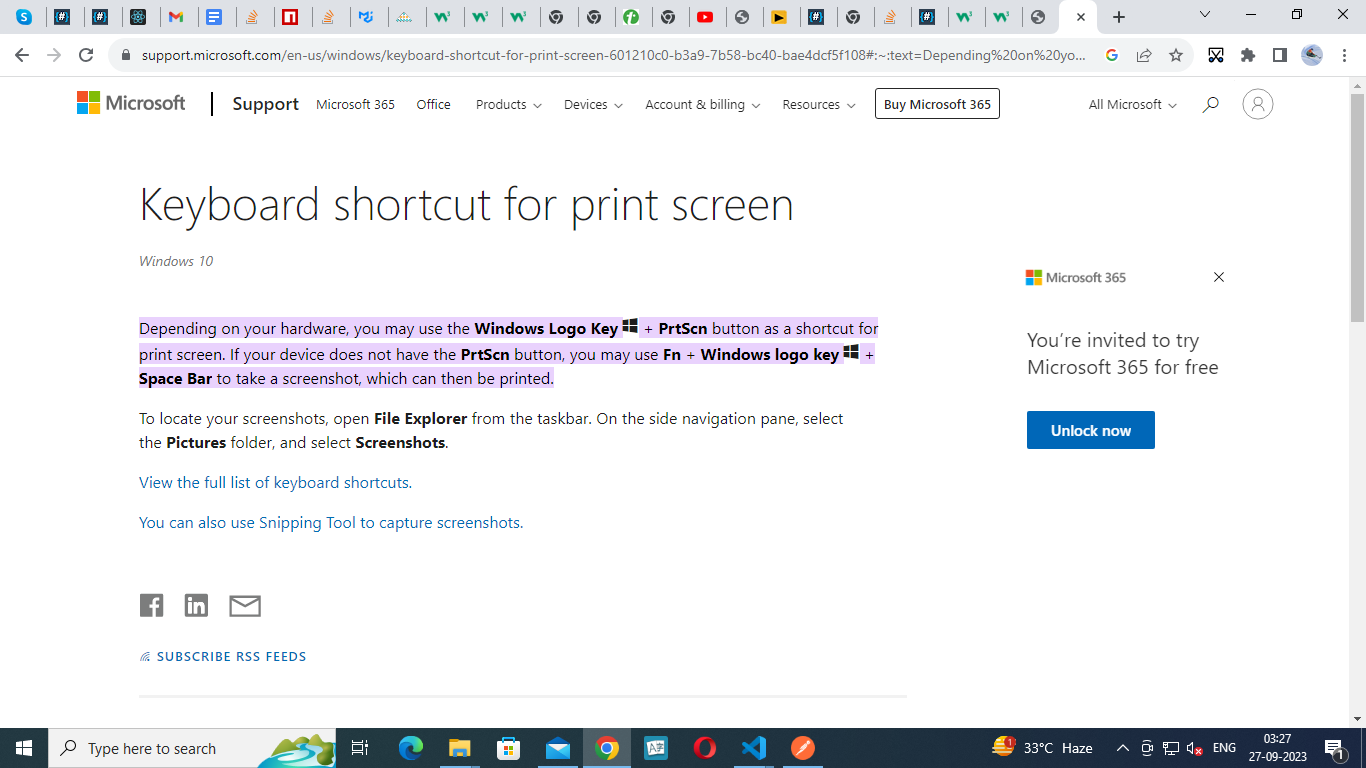 support.microsoft.com/en-us/windows/keyboard-shortcut-for-print-screen-601210c0-b3a9-7b58-bc40-bae4dcf5f108#:~:text=Depending%20on%20yo...
Microsoft Support Microsoft 365 Office Products Devices Account & billing Resources Buy Microsoft 365 All Microsoft
Keyboard shortcut for print screen
Windows 10
Microsoft 365
Depending on your hardware, you may use the Windows Logo Key + PrtScn button as a shortcut for
print screen. If your device does not have the PrtScn button, you may use Fn + Windows logo key +
Space Bar to take a screenshot, which can then be printed.
You're invited to try
Microsoft 365 for free
Unlock now
To locate your screenshots, open File Explorer from the taskbar. On the side navigation pane, select
the Pictures folder, and select Screenshots.
View the full list of keyboard shortcuts.
You can also use Snipping Tool to capture screenshots.
SUBSCRIBE RSS FEEDS
Type here to search
33°C Haze
ENG
03:27
27-09-2023
1